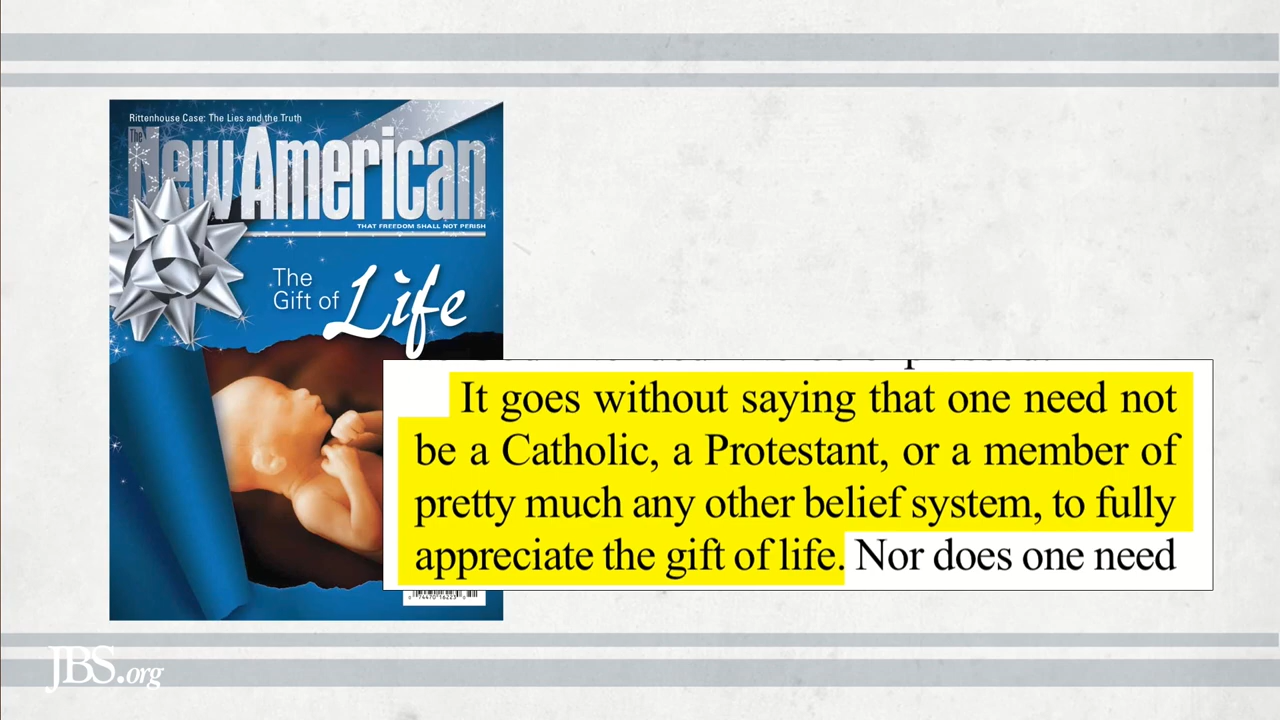 Rittenhouse Case: The Lies and the Truth
The
New American
THAT FREEDOM SHALL NOT PERISH
The
Gift of Life
It goes without saying that one need not
be a Catholic, a Protestant, or a member of
pretty much any other belief system, to fully
appreciate the gift of life. Nor does one need
JBS.org